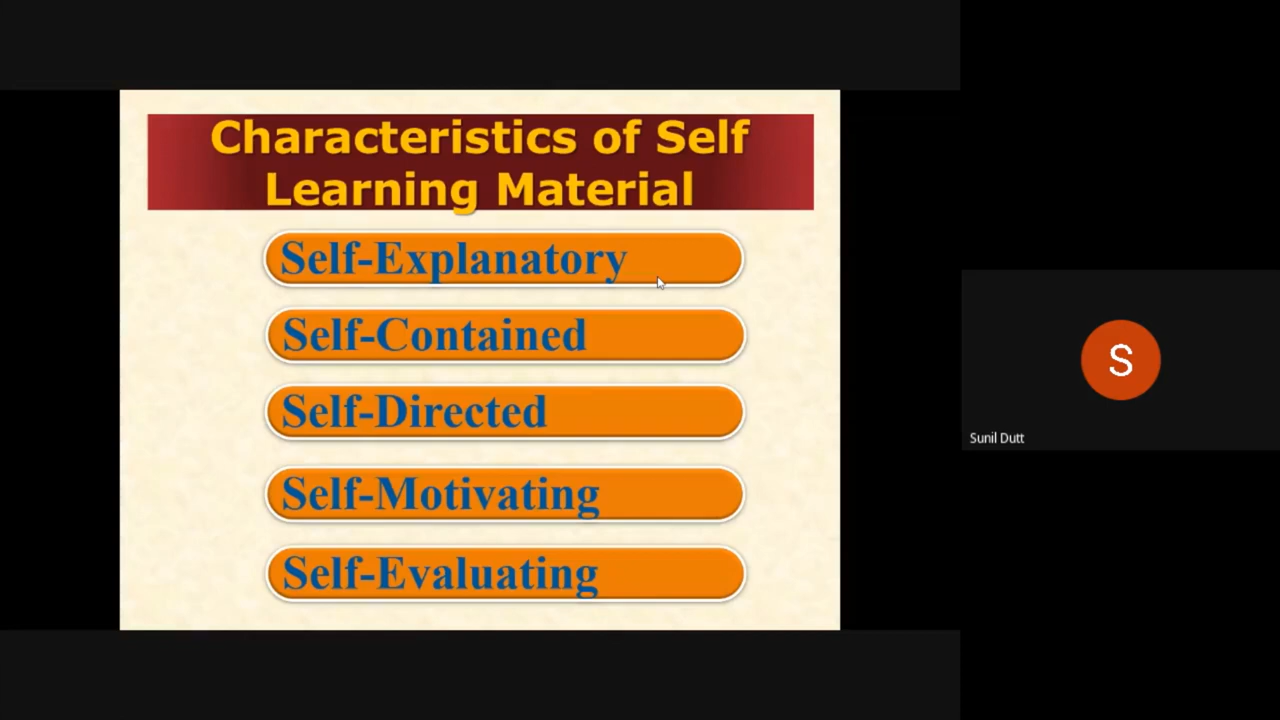 Characteristics of Self
Learning Material
Self-Explanatory
Self-Contained
Self-Directed
Self-Motivating
Self-Evaluating
S
Sunil Dutt